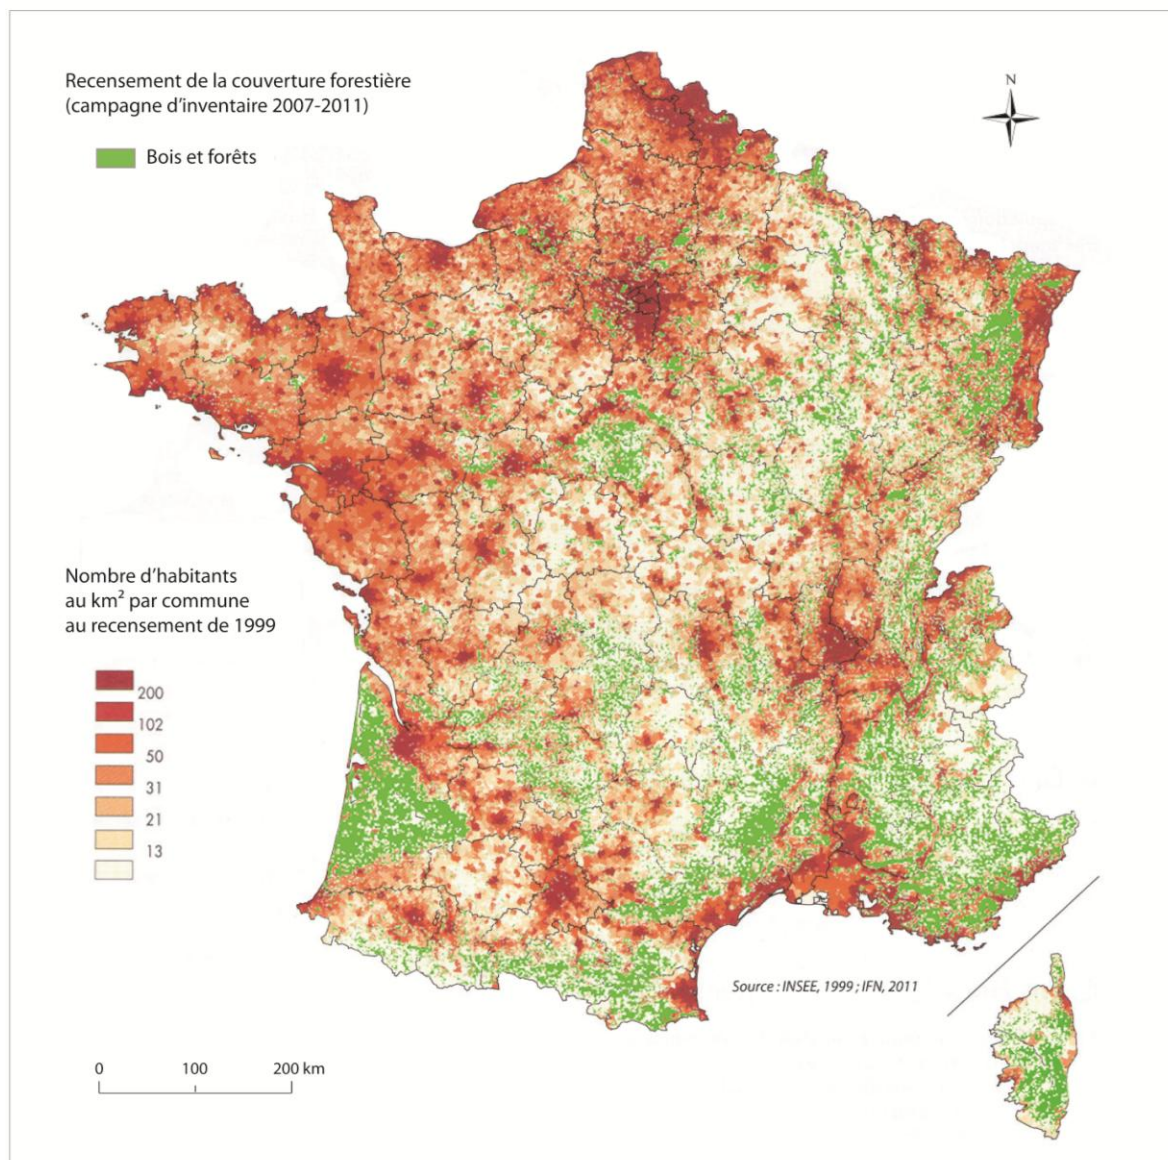 Recensement de la couverture forestière
(campagne d'inventaire 2007-2011)
Bois et forêts
N
Nombre d'habitants
au km² par commune
au recensement de 1999
200
102
50
31
21
13
Source : INSEE, 1999 ; IFN, 2011
0 100 200 km